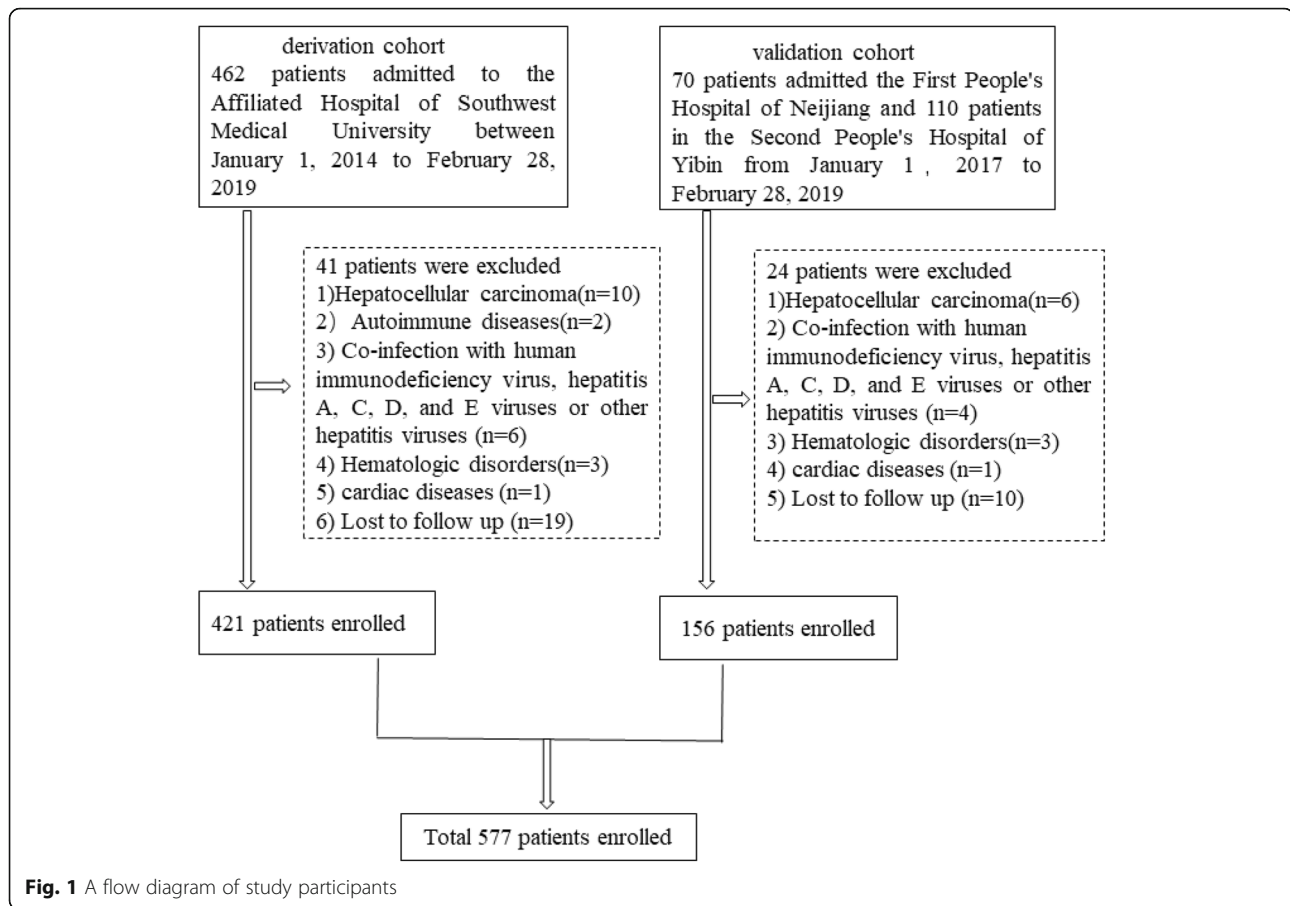 derivation cohort
462 patients admitted to the
Affiliated Hospital of Southwest
Medical University between
January 1, 2014 to February 28,
2019
validation cohort
70 patients admitted the First People's
Hospital of Neijiang and 110 patients
in the Second People's Hospital of
Yibin from January 1 , 2017 to
February 28, 2019
41 patients were excluded
1)Hepatocellular carcinoma(n=10)
2） Autoimmune diseases(n=2)
3) Co-infection with human
immunodeficiency virus, hepatitis
A, C, D, and E viruses or other
hepatitis viruses (n=6)
4) Hematologic disorders(n=3)
5) cardiac diseases (n=1)
6) Lost to follow up (n=19)
24 patients were excluded
1)Hepatocellular carcinoma(n=6)
2) Co-infection with human
immunodeficiency virus, hepatitis
A, C, D, and E viruses or other
hepatitis viruses (n=4)
3) Hematologic disorders(n=3)
4) cardiac diseases (n=1)
5) Lost to follow up (n=10)
421 patients enrolled
156 patients enrolled
Total 577 patients enrolled
Fig. 1 A flow diagram of study participants